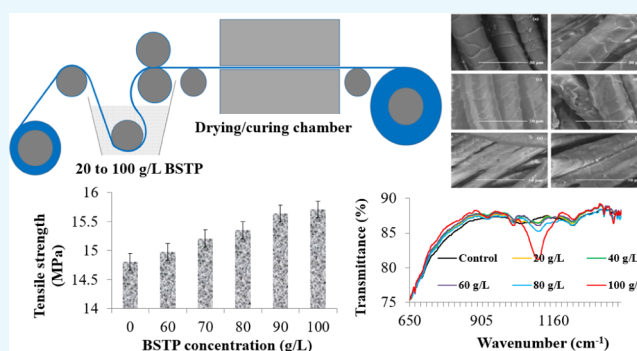 Drying/curing chamber
20 to 100 g/L BSTP
Tensile strength
(MPa)
16
15.5
15
14.5
14
0 60 70 80 90 100
BSTP concentration (g/L)
Transmittance (%)
90
85
80
75
Control 20 g/L 40 g/L
60 g/L 80 g/L 100 g/
650 905 1160
Wavenumber (cm⁻¹)